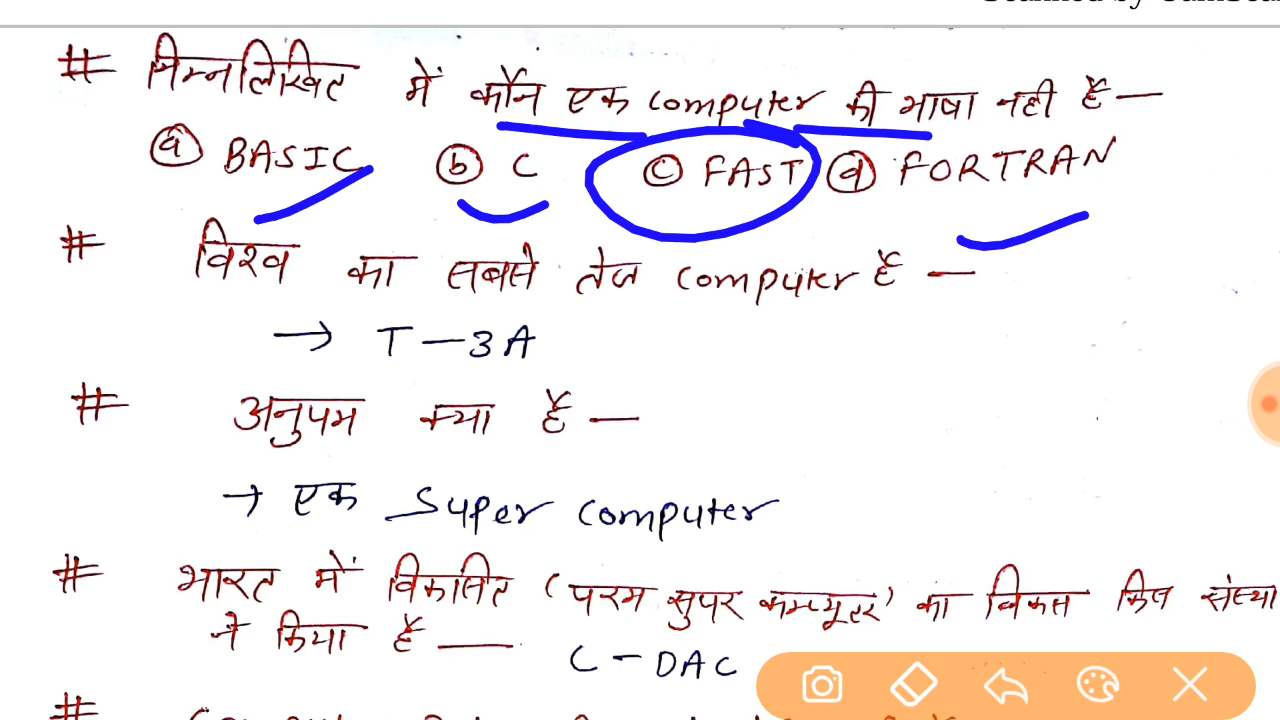 # निम्नलिखित में कौन एक computer की भाषा नही है —
(a) BASIC (b) C (c) FAST (d) FORTRAN
# विश्व का सबसे तेज computer है —
→ T-3A
# अनुपम क्या है —
→ एक Super computer
# भारत में विकसित 'परम सुपर कम्प्यूटर' का विकास किस संस्था
ने किया है —
C-DAC
#